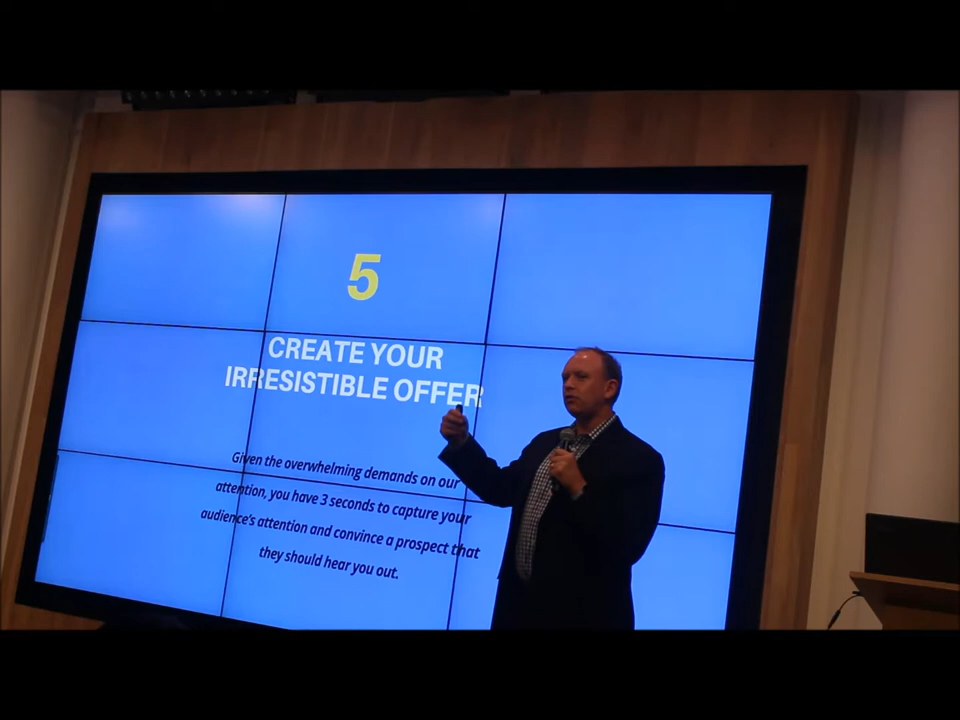 5
CREATE YOUR
IRRESISTIBLE OFFER
Given the overwhelming demands on our
attention, you have 3 seconds to capture your
audience's attention and convince a prospect that
they should hear you out.